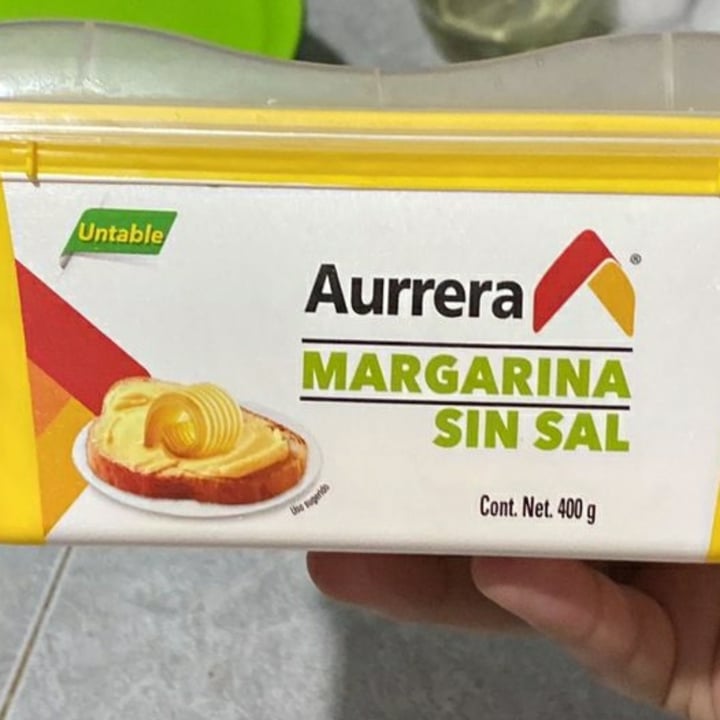 Untable
Aurrera®
MARGARINA
SIN SAL
Uso sugerido
Cont. Net. 400 g